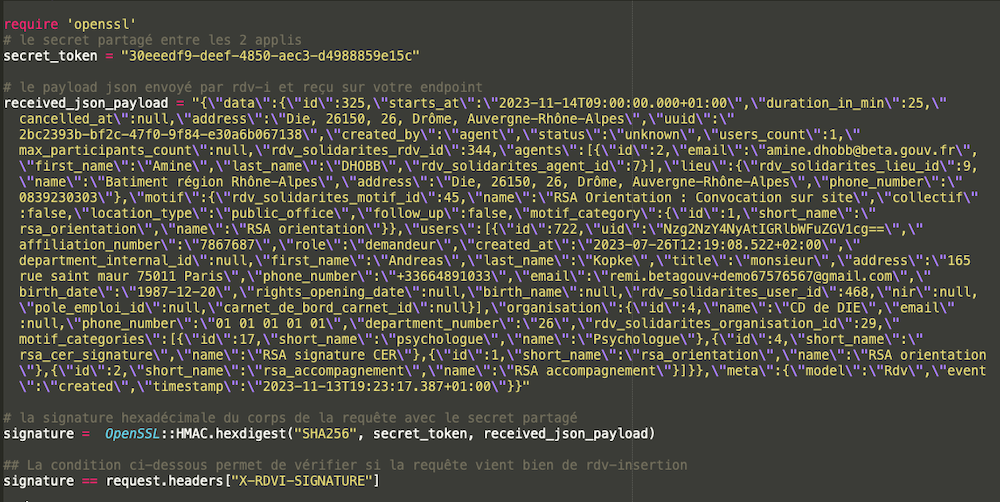 require 'openssl'
# le secret partagé entre les 2 applis
secret_token = "30eeedf9-deef-4850-aec3-d4988859e15c"
# le payload json envoyé par rdv-i et reçu sur votre endpoint
received_json_payload = "{\"data\":{\"id\":325,\"starts_at\":\"2023-11-14T09:00:00.000+01:00\",\"duration_in_min\":25,\"
cancelled_at\":null,\"address\":\"Die, 26150, 26, Drôme, Auvergne-Rhône-Alpes\",\"uuid\":\"
2bc2393b-bf2c-47f0-9f84-e30a6b067138\",\"created_by\":\"agent\",\"status\":\"unknown\",\"users_count\":1,\"
max_participants_count\":null,\"rdv_solidarites_rdv_id\":344,\"agents\":[{\"id\":2,\"email\":\"amine.dhobb@beta.gouv.fr\"
,\"first_name\":\"Amine\",\"last_name\":\"DHOBB\",\"rdv_solidarites_agent_id\":7}],\"lieu\":{\"rdv_solidarites_lieu_id\":9,
\"name\":\"Batiment région Rhône-Alpes\",\"address\":\"Die, 26150, 26, Drôme, Auvergne-Rhône-Alpes\",\"phone_number\":\"
0839230303\"},\"motif\":{\"rdv_solidarites_motif_id\":45,\"name\":\"RSA Orientation : Convocation sur site\",\"collectif\"
:false,\"location_type\":\"public_office\",\"follow_up\":false,\"motif_category\":{\"id\":1,\"short_name\":\"
rsa_orientation\",\"name\":\"RSA orientation\"}},\"users\":[{\"id\":722,\"uid\":\"Nzg2NzY4NyAtIGRlbWFuZGV1cg==\",\"
affiliation_number\":\"7867687\",\"role\":\"demandeur\",\"created_at\":\"2023-07-26T12:19:08.522+02:00\",\"
department_internal_id\":null,\"first_name\":\"Andreas\",\"last_name\":\"Kopke\",\"title\":\"monsieur\",\"address\":\"165
rue saint maur 75011 Paris\",\"phone_number\":\"+33664891033\",\"email\":\"remi.betagouv+demo67576567@gmail.com\",\"
birth_date\":\"1987-12-20\",\"rights_opening_date\":null,\"birth_name\":null,\"rdv_solidarites_user_id\":468,\"nir\":null,
\"pole_emploi_id\":null,\"carnet_de_bord_carnet_id\":null}],\"organisation\":{\"id\":4,\"name\":\"CD de DIE\",\"email\"
:null,\"phone_number\":\"01 01 01 01 01\",\"department_number\":\"26\",\"rdv_solidarites_organisation_id\":29,\"
motif_categories\":[{\"id\":17,\"short_name\":\"psychologue\",\"name\":\"Psychologue\"},{\"id\":4,\"short_name\":\"
rsa_cer_signature\",\"name\":\"RSA signature CER\"},{\"id\":1,\"short_name\":\"rsa_orientation\",\"name\":\"RSA orientation
\"},{\"id\":2,\"short_name\":\"rsa_accompagnement\",\"name\":\"RSA accompagnement\"}]}},\"meta\":{\"model\":\"Rdv\",\"event
\":\"created\",\"timestamp\":\"2023-11-13T19:23:17.387+01:00\"}}"
# la signature hexadécimale du corps de la requête avec le secret partagé
signature =  OpenSSL::HMAC.hexdigest("SHA256", secret_token, received_json_payload)
## La condition ci-dessous permet de vérifier si la requête vient bien de rdv-insertion
signature == request.headers["X-RDVI-SIGNATURE"]